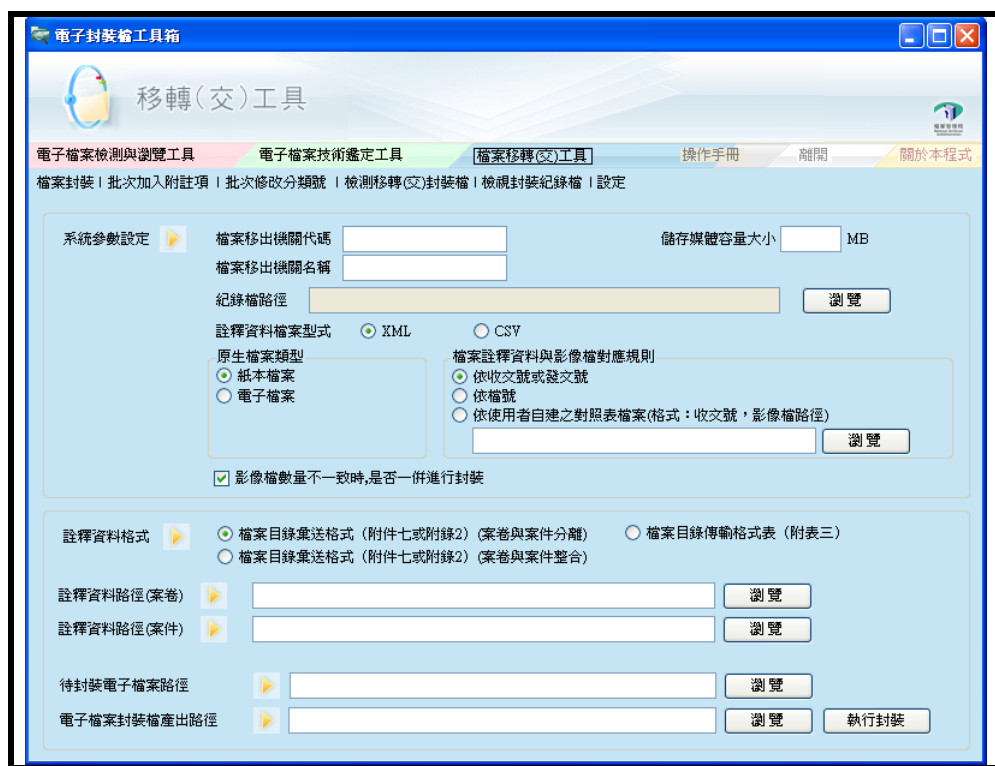 電子封裝檔工具箱
移轉(交)工具
檔案管理局
電子檔案檢測與瀏覽工具 電子檔案技術鑑定工具 檔案移轉(交)工具 操作手冊 離開 關於本程式
檔案封裝 | 批次加入附註項 | 批次修改分類號 | 檢測移轉(交)封裝檔 | 檢視封裝紀錄檔 | 設定
系統參數設定 檔案移出機關代碼 儲存媒體容量大小 MB
檔案移出機關名稱
紀錄檔路徑 瀏覽
詮釋資料檔案型式 XML CSV
原生檔案類型 檔案詮釋資料與影像檔對應規則
紙本檔案 依收文號或發文號
電子檔案 依檔號
依使用者自建之對照表檔案(格式：收文號，影像檔路徑)
瀏覽
影像檔數量不一致時,是否一併進行封裝
詮釋資料格式 檔案目錄彙送格式（附件七或附錄2）(案卷與案件分離) 檔案目錄傳輸格式表（附表三）
檔案目錄彙送格式（附件七或附錄2）(案卷與案件整合)
詮釋資料路徑(案卷) 瀏覽
詮釋資料路徑(案件) 瀏覽
待封裝電子檔案路徑 瀏覽
電子檔案封裝檔產出路徑 瀏覽 執行封裝